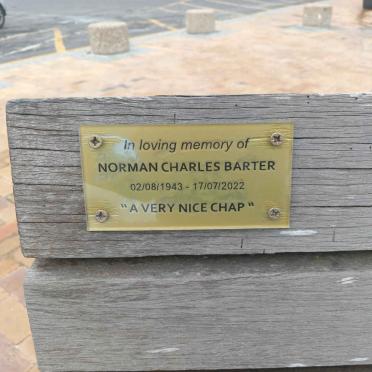 In loving memory of
NORMAN CHARLES BARTER
02/08/1943 - 17/07/2022
"A VERY NICE CHAP"